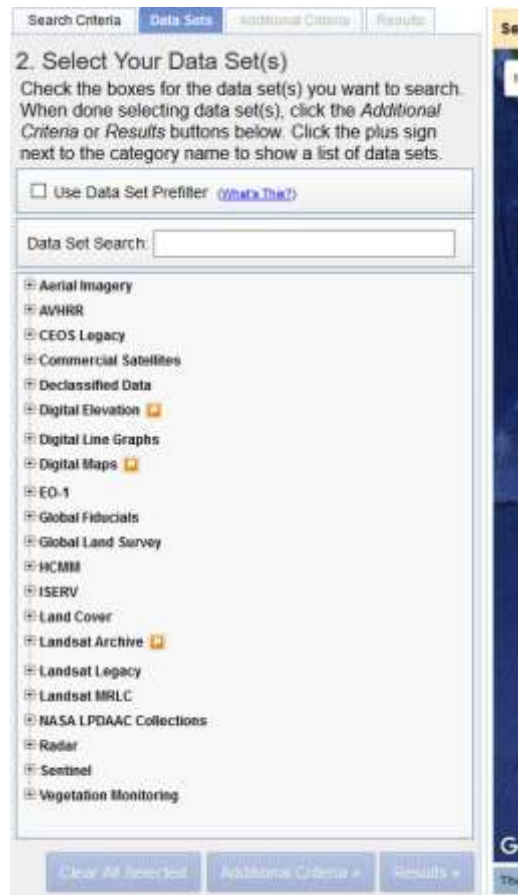 Search Criteria Data Sets Additional Criteria Results
2. Select Your Data Set(s)
Check the boxes for the data set(s) you want to search.
When done selecting data set(s), click the Additional
Criteria or Results buttons below. Click the plus sign
next to the category name to show a list of data sets.
Use Data Set Prefilter (What's This?)
Data Set Search:
Aerial Imagery
AVHRR
CEOS Legacy
Commercial Satellites
Declassified Data
Digital Elevation
Digital Line Graphs
Digital Maps
EO-1
Global Fiducials
Global Land Survey
HCMM
ISERV
Land Cover
Landsat Archive
Landsat Legacy
Landsat MRLC
NASA LPDAAC Collections
Radar
Sentinel
Vegetation Monitoring
Clear All Selected Additional Criteria » Results »
Se
G
The